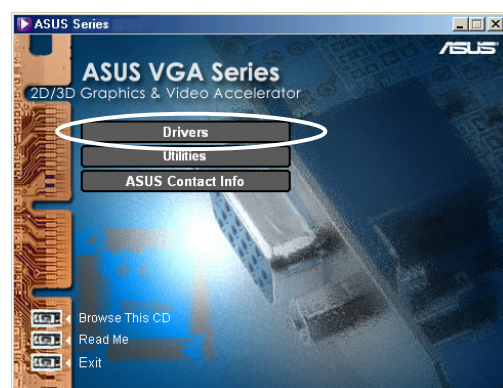 ASUS Series
ASUS
ASUS VGA Series
2D/3D Graphics & Video Accelerator
Drivers
Utilities
ASUS Contact Info
Browse This CD
Read Me
Exit